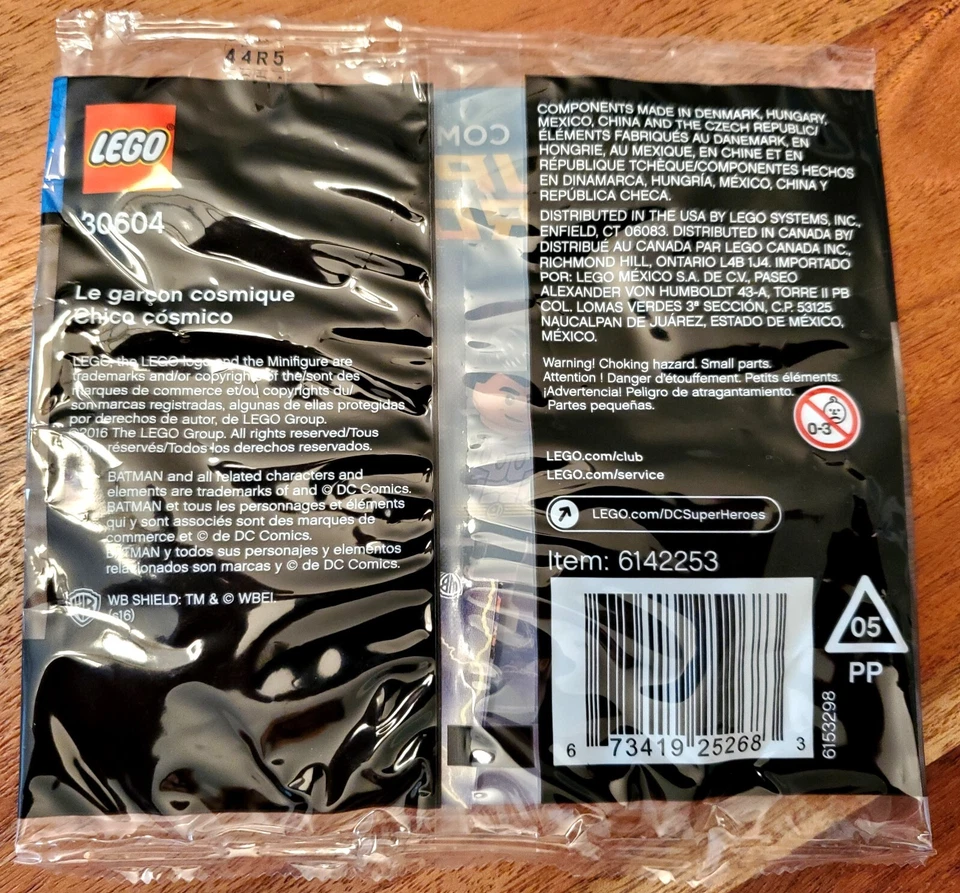 44R5
LEGO
30604
Le garçon cosmique
Chico cósmico
LEGO, the LEGO logo and the Minifigure are
trademarks and/or copyrights of the/sont des
marques de commerce et/ou copyrights du/
son marcas registradas, algunas de ellas protegidas
por derechos de autor, de LEGO Group.
©2016 The LEGO Group. All rights reserved/Tous
réservés/Todos los derechos reservados.
BATMAN and all related characters and
elements are trademarks of and © DC Comics.
BATMAN et tous les personnages et éléments
qui y sont associés sont des marques de
commerce et © de DC Comics.
BATMAN y todos sus personajes y elementos
relacionados son marcas y © de DC Comics.
WB SHIELD: TM & © WBEI.
(s16)
COM
COMPONENTS MADE IN DENMARK, HUNGARY,
MEXICO, CHINA AND THE CZECH REPUBLIC/
ÉLÉMENTS FABRIQUÉS AU DANEMARK, EN
HONGRIE, AU MEXIQUE, EN CHINE ET EN
RÉPUBLIQUE TCHÈQUE/COMPONENTES HECHOS
EN DINAMARCA, HUNGRÍA, MÉXICO, CHINA Y
REPÚBLICA CHECA.
DISTRIBUTED IN THE USA BY LEGO SYSTEMS, INC.,
ENFIELD, CT 06083. DISTRIBUTED IN CANADA BY/
DISTRIBUÉ AU CANADA PAR LEGO CANADA INC.,
RICHMOND HILL, ONTARIO L4B 1J4. IMPORTADO
POR: LEGO MÉXICO S.A. DE C.V., PASEO
ALEXANDER VON HUMBOLDT 43-A, TORRE II PB
COL. LOMAS VERDES 3ª SECCIÓN, C.P. 53125
NAUCALPAN DE JUÁREZ, ESTADO DE MÉXICO,
MÉXICO.
Warning! Choking hazard. Small parts.
Attention ! Danger d'étouffement. Petits éléments.
¡Advertencia! Peligro de atragantamiento.
Partes pequeñas.
0-3
LEGO.com/club
LEGO.com/service
LEGO.com/DCSuperHeroes
Item: 6142253
6 73419 25268 3
6153298
05
PP